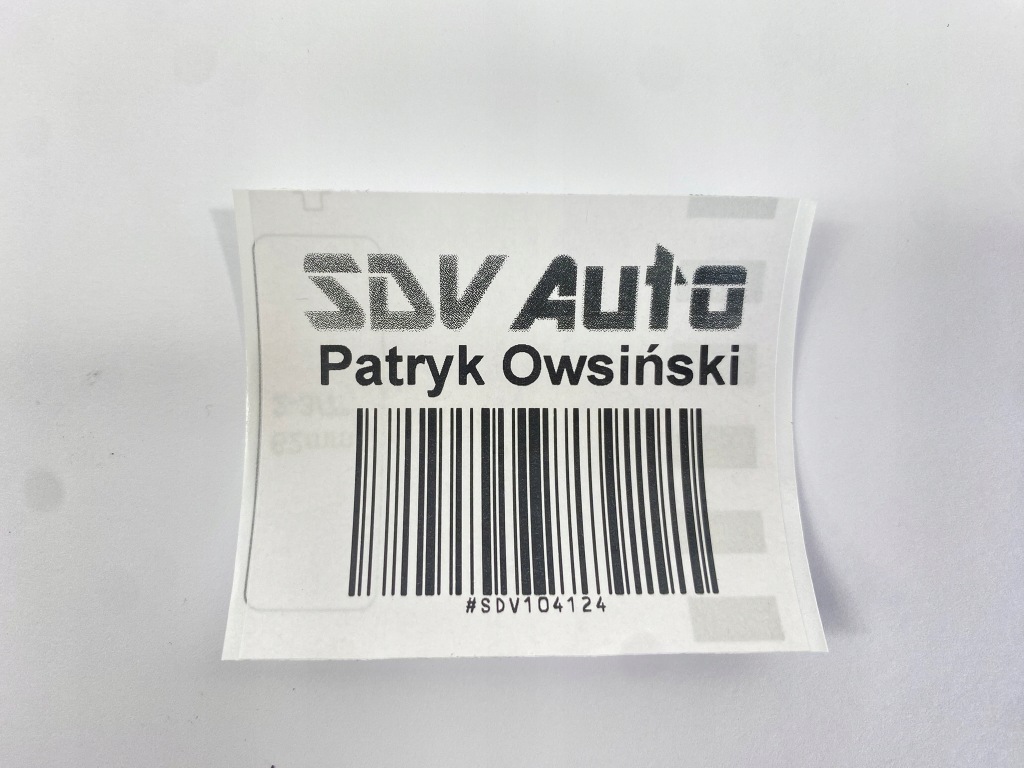 SDV Auto
Patryk Owsiński
#SDV104124